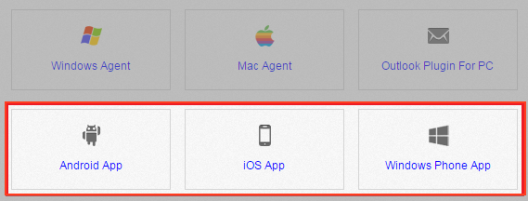 Windows Agent
Mac Agent
Outlook Plugin For PC
Android App
iOS App
Windows Phone App